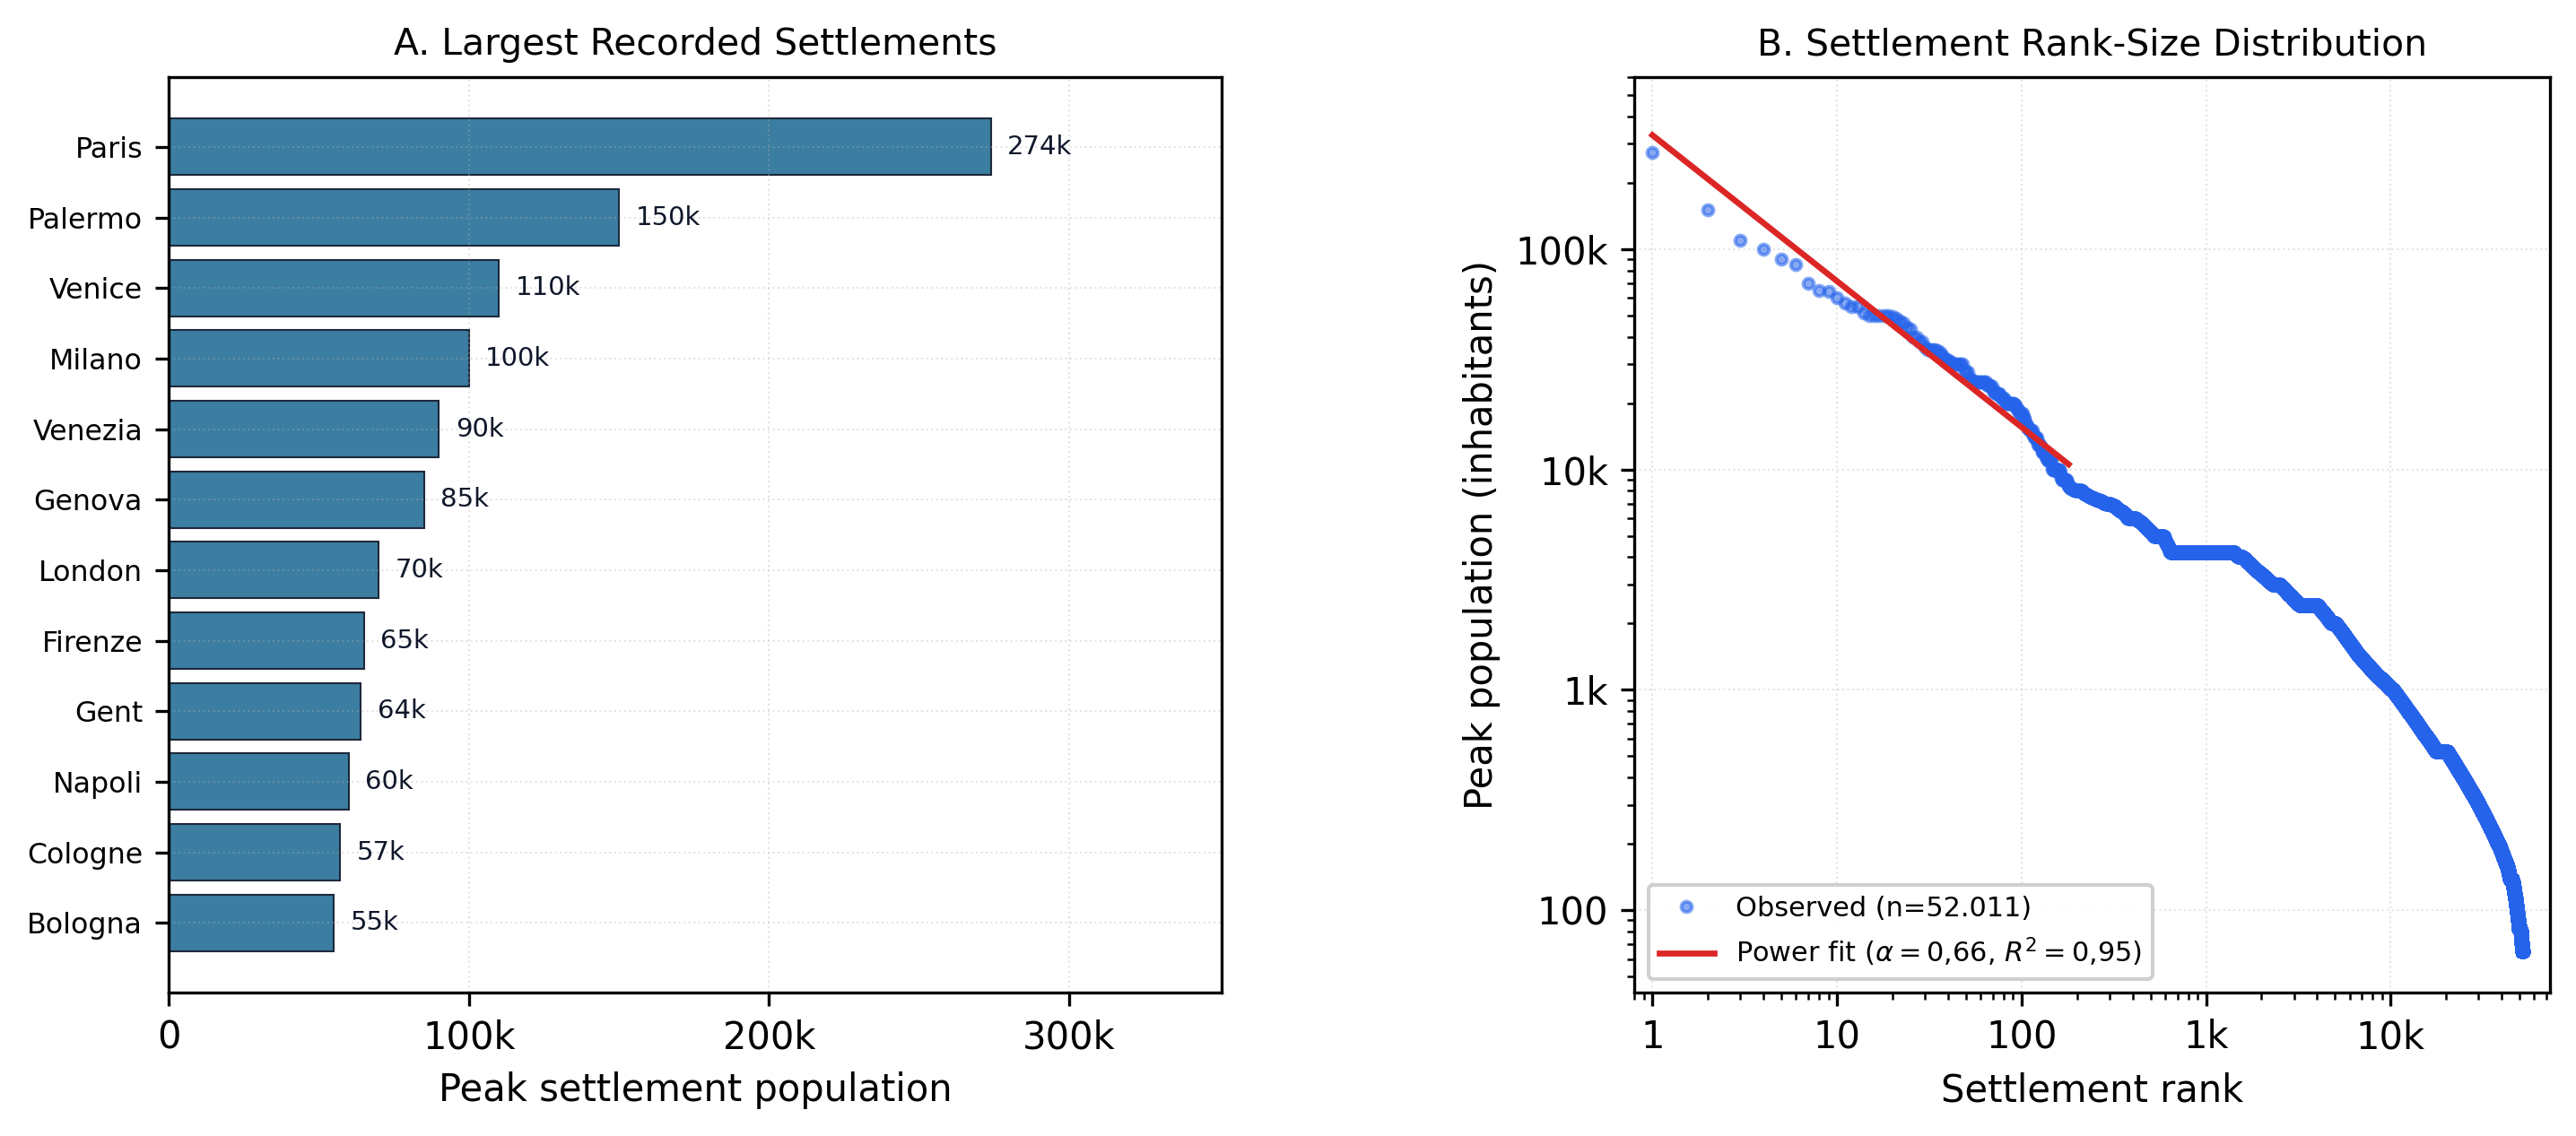 A. Largest Recorded Settlements
Paris
274k
Palermo
150k
Venice
110k
Milano
100k
Venezia
90k
Genova
85k
London
70k
Firenze
65k
Gent
64k
Napoli
60k
Cologne
57k
Bologna
55k
0 100k 200k 300k
Peak settlement population
B. Settlement Rank-Size Distribution
Peak population (inhabitants)
100k
10k
1k
100
Observed (n=52.011)
Power fit (α = 0,66, R² = 0,95)
1 10 100 1k 10k
Settlement rank